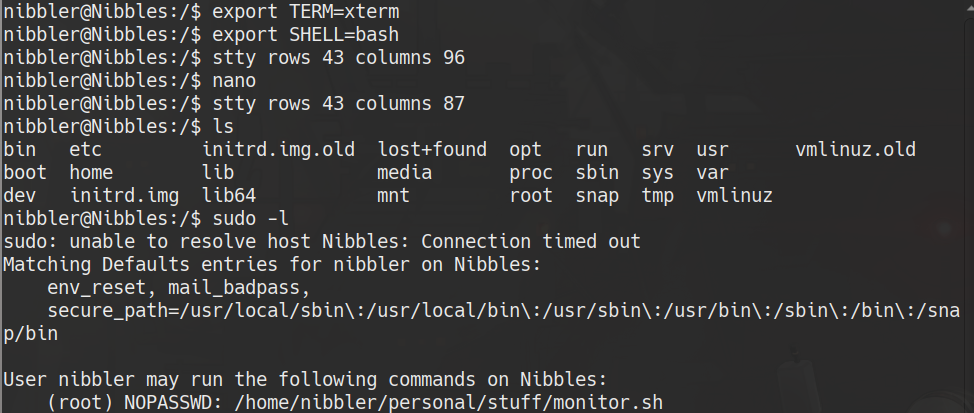 nibbler@Nibbles:/$ export TERM=xterm
nibbler@Nibbles:/$ export SHELL=bash
nibbler@Nibbles:/$ stty rows 43 columns 96
nibbler@Nibbles:/$ nano
nibbler@Nibbles:/$ stty rows 43 columns 87
nibbler@Nibbles:/$ ls
bin   etc         initrd.img.old  lost+found  opt   run   srv  usr      vmlinuz.old
boot  home        lib             media       proc  sbin  sys  var
dev   initrd.img  lib64           mnt         root  snap  tmp  vmlinuz
nibbler@Nibbles:/$ sudo -l
sudo: unable to resolve host Nibbles: Connection timed out
Matching Defaults entries for nibbler on Nibbles:
    env_reset, mail_badpass,
    secure_path=/usr/local/sbin\:/usr/local/bin\:/usr/sbin\:/usr/bin\:/sbin\:/bin\:/sna
p/bin

User nibbler may run the following commands on Nibbles:
    (root) NOPASSWD: /home/nibbler/personal/stuff/monitor.sh